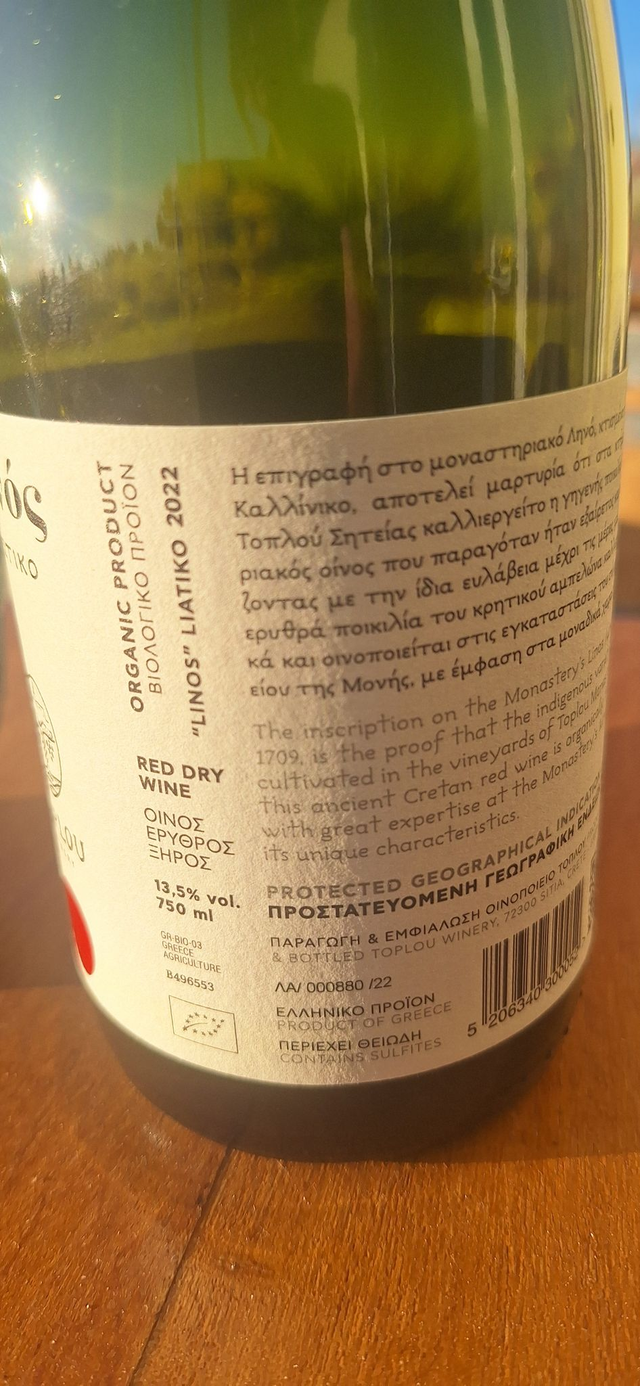 ός
ΤΙΚΟ
ORGANIC PRODUCT
ΒΙΟΛΟΓΙΚΟ ΠΡΟΪΟΝ
"LINOS" LIATIKO 2022
RED DRY
WINE
ΟΙΝΟΣ
ΕΡΥΘΡΟΣ
ΞΗΡΟΣ
13,5% vol.
750 ml
GR-BIO-03
GREECE
AGRICULTURE
B496553
Η επιγραφή στο μοναστηριακό Ληνό,
Καλλίνικο, αποτελεί μαρτυρία ότι στα
Τοπλού Σητείας καλλιεργείτο η γηγενής
ριακός οίνος που παραγόταν ήταν
ζοντας με την ίδια ευλάβεια μέχρι τις
ερυθρά ποικιλία του κρητικού αμπελώνα
κά και οινοποιείται στις εγκαταστάσεις
είου της Μονής, με έμφαση στα μοναδικά
The inscription on the Monastery's Linos
1709, is the proof that the indigenous
cultivated in the vineyards of Toplou
this ancient Cretan red wine is
with great expertise at the Monastery's
its unique characteristics.
PROTECTED GEOGRAPHICAL
ΠΡΟΣΤΑΤΕΥΟΜΕΝΗ ΓΕΩΓΡΑΦΙΚΗ
ΠΑΡΑΓΩΓΗ & ΕΜΦΙΑΛΩΣΗ ΟΙΝΟΠΟΙΕΙΟ ΤΟΠΛΟΥ
& BOTTLED TOPLOU WINERY, 72300 SITIA,
ΛΑ/ 000880 /22
ΕΛΛΗΝΙΚΟ ΠΡΟΪΟΝ
PRODUCT OF GREECE
ΠΕΡΙΕΧΕΙ ΘΕΙΩΔΗ
CONTAINS SULFITES